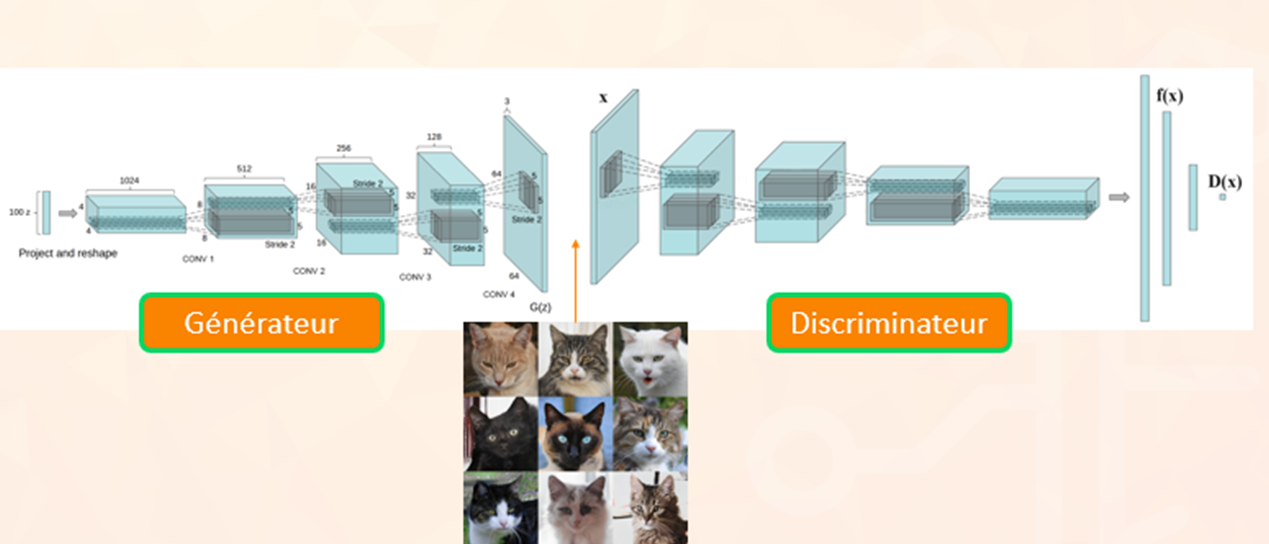 100 z
Project and reshape
1024
4
4
512
8
8
5
Stride 2
CONV 1
256
16
16
Stride 2
5
5
CONV 2
128
32
32
5
5
Stride 2
CONV 3
3
64
64
5
5
Stride 2
CONV 4
G(z)
x
f(x)
D(x)
Générateur
Discriminateur